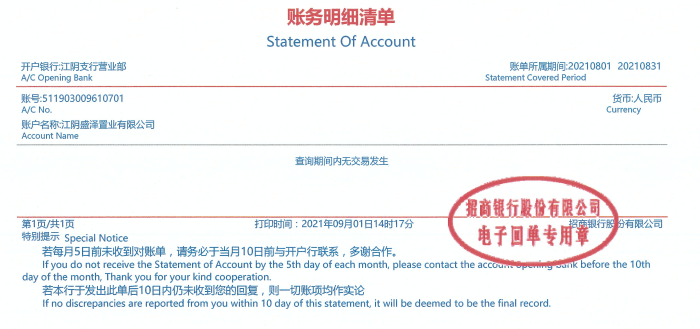 账务明细清单
Statement Of Account
开户银行:江阴支行营业部
账单所属期间:20210801 20210831
A/C Opening Bank
Statement Covered Period
账号:511903009610701
货币:人民币
A/C No.
Currency
账户名称:江阴盛泽置业有限公司
Account Name
查询期间内无交易发生
招商银行股份有限公司
电子回单专用章
第1页/共1页
打印时间：2021年09月01日14时17分
招商银行股份有限公司
特别提示 Special Notice
若每月5日前未收到对账单，请务必于当月10日前与开户行联系，多谢合作。
If you do not receive the Statement of Account by the 5th day of each month, please contact the account opening bank before the 10th
day of the month, Thank you for your kind cooperation.
若本行于发出此单后10日内仍未收到您的回复，则一切账项均作实论
If no discrepancies are reported from you within 10 day of this statement, it will be deemed to be the final record.